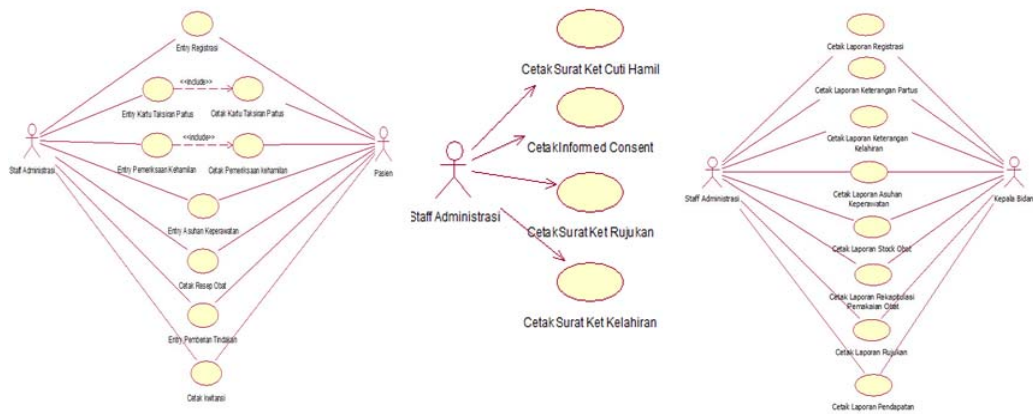 Entry Registrasi
<<include>>
Entry Kartu Taksiran Partus
Cetak Kartu Taksiran Partus
<<include>>
Entry Pemeriksaan Kehamilan
Cetak Pemeriksaan kehamilan
Staff Administrasi
Pasien
Entry Asuhan Keperawatan
Cetak Resep Obat
Entry Pemberian Tindakan
Cetak kwitansi
Cetak Surat Ket Cuti Hamil
Cetak Informed Consent
Staff Administrasi
Cetak Surat Ket Rujukan
Cetak Surat Ket Kelahiran
Cetak Laporan Registrasi
Cetak Laporan Keterangan Partus
Cetak Laporan Keterangan
Kelahiran
Staff Administrasi
Kepala Bidan
Cetak Laporan Asuhan
Keperawatan
Cetak Laporan Stock Obat
Cetak Laporan Rekapitulasi
Pemakaian Obat
Cetak Laporan Rujukan
Cetak Laporan Pendapatan